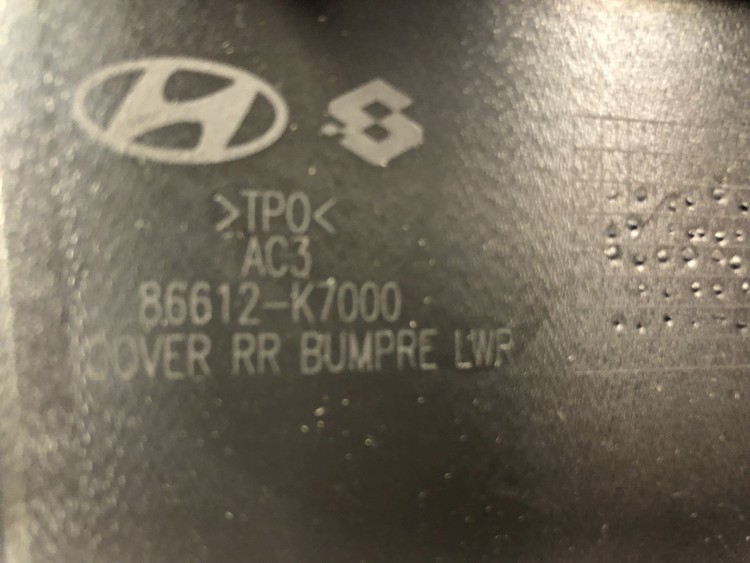 >TPO<
AC3
86612-K7000
COVER RR BUMPRE LWR